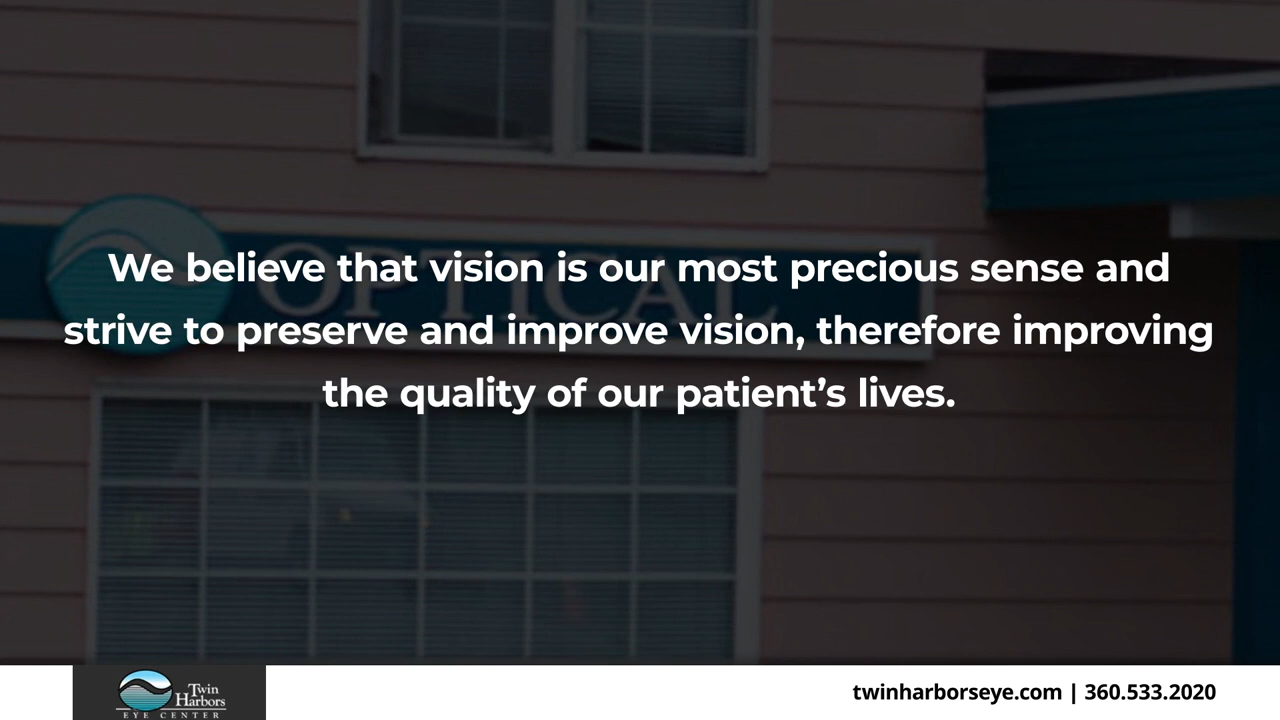 OPTICAL
We believe that vision is our most precious sense and
strive to preserve and improve vision, therefore improving
the quality of our patient’s lives.
Twin
Harbors
EYE CENTER
twinharborseye.com | 360.533.2020